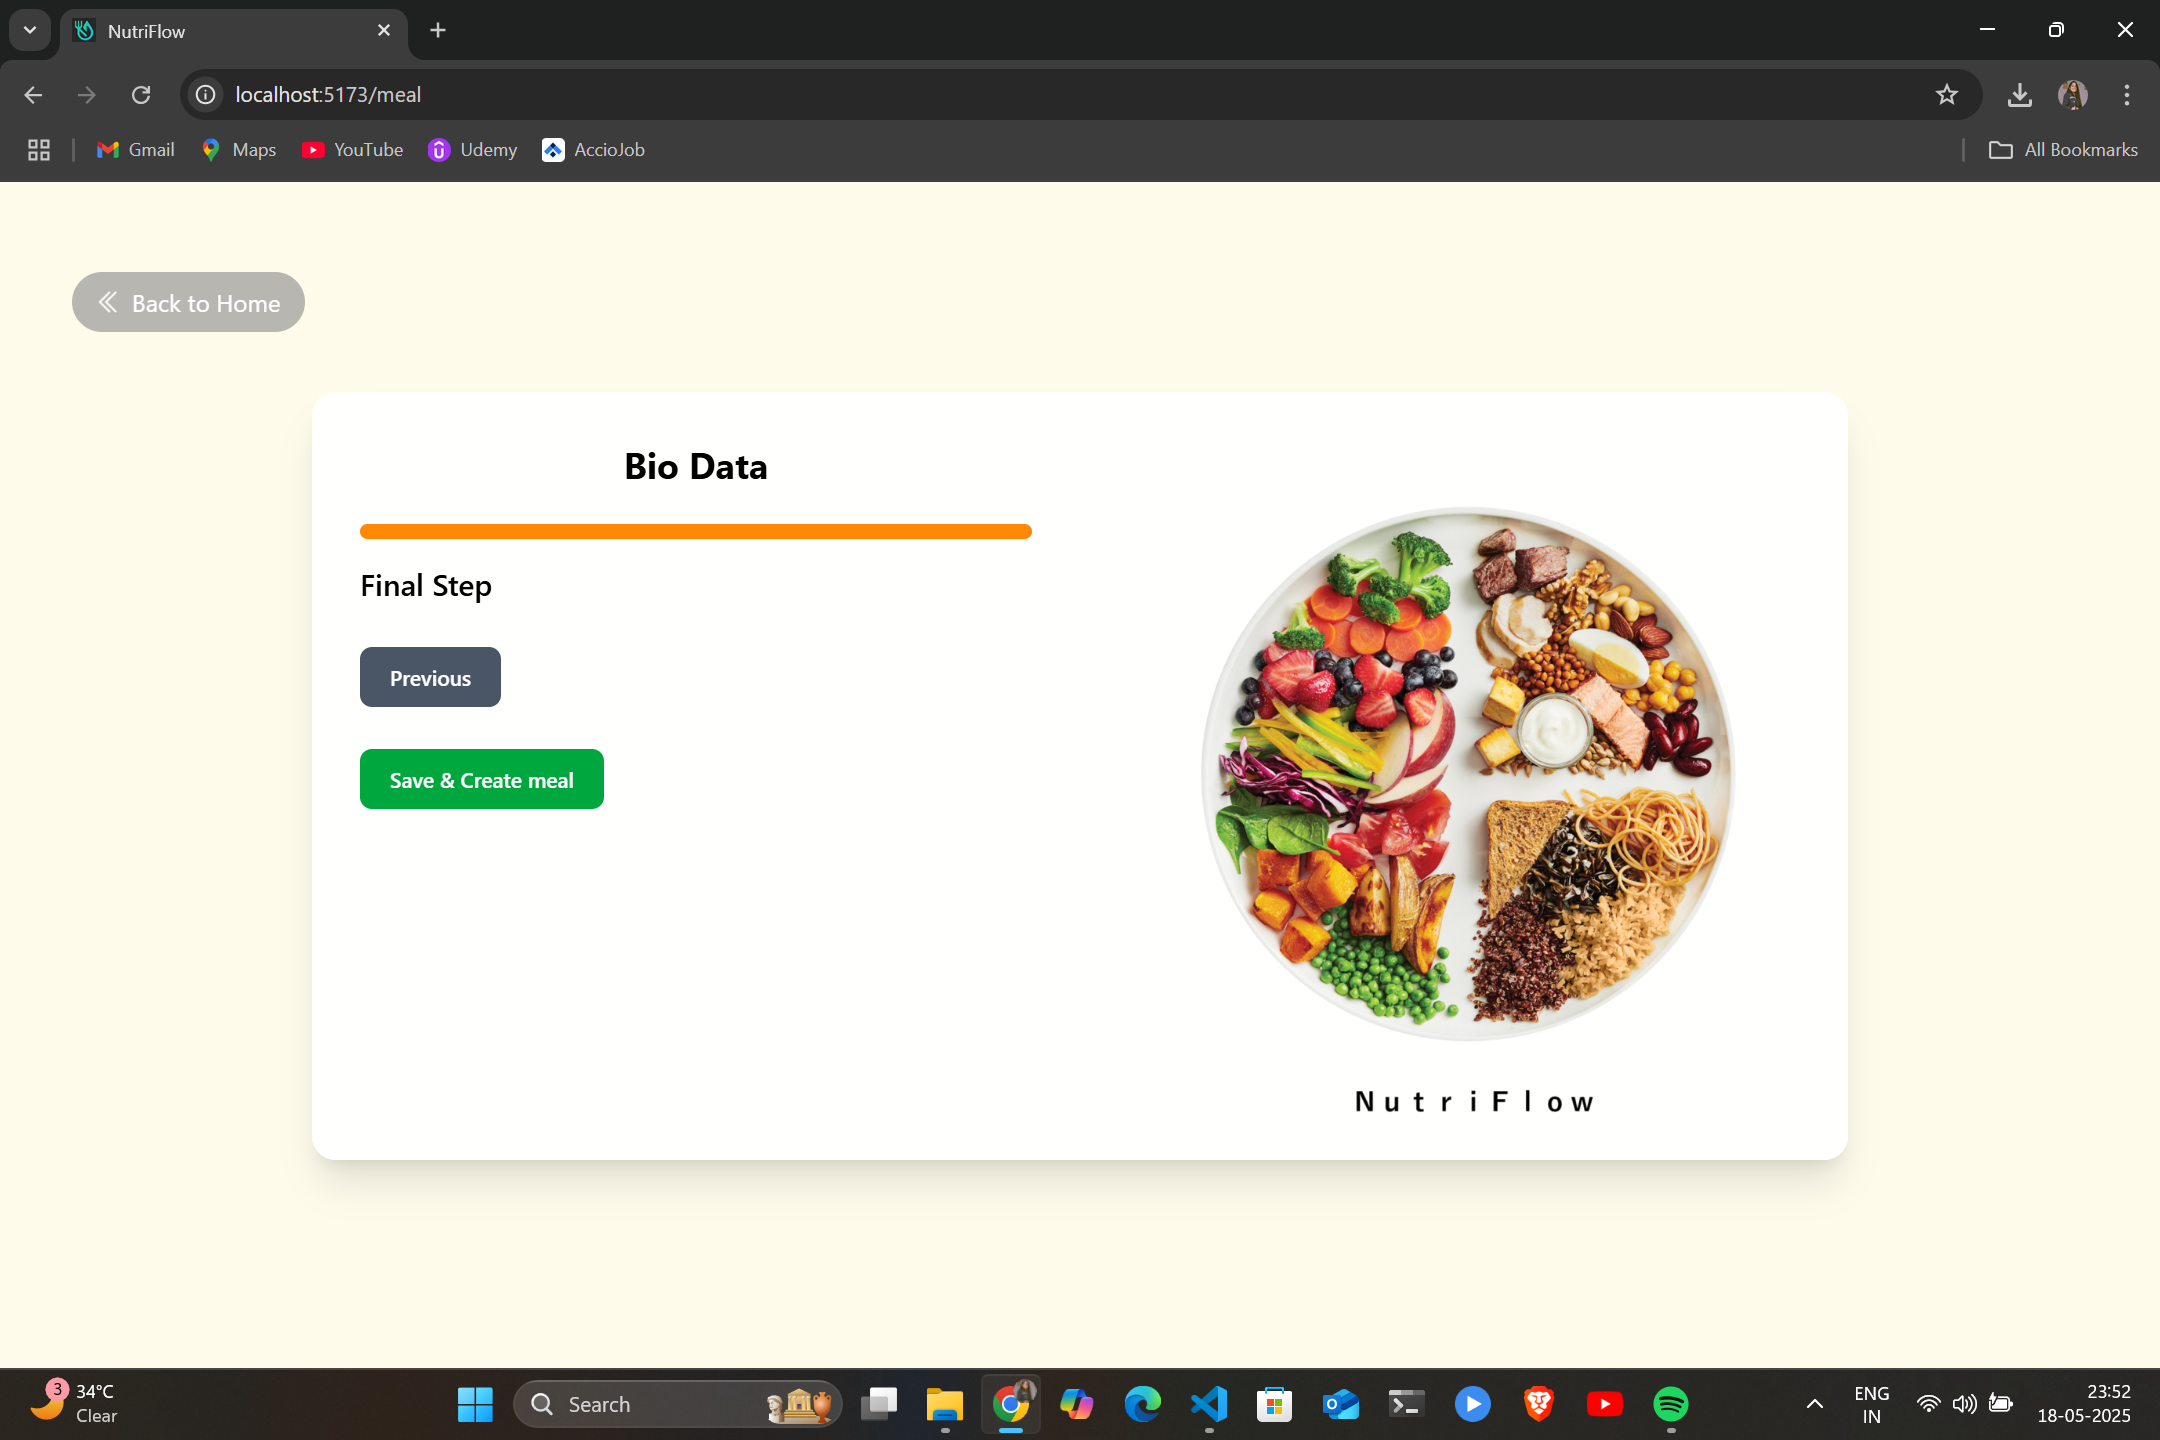 NutriFlow
localhost:5173/meal
Gmail
Maps
YouTube
Udemy
AccioJob
All Bookmarks
Back to Home
Bio Data
Final Step
Previous
Save & Create meal
NutriFlow
3
34°C
Clear
Search
ENG
IN
23:52
18-05-2025